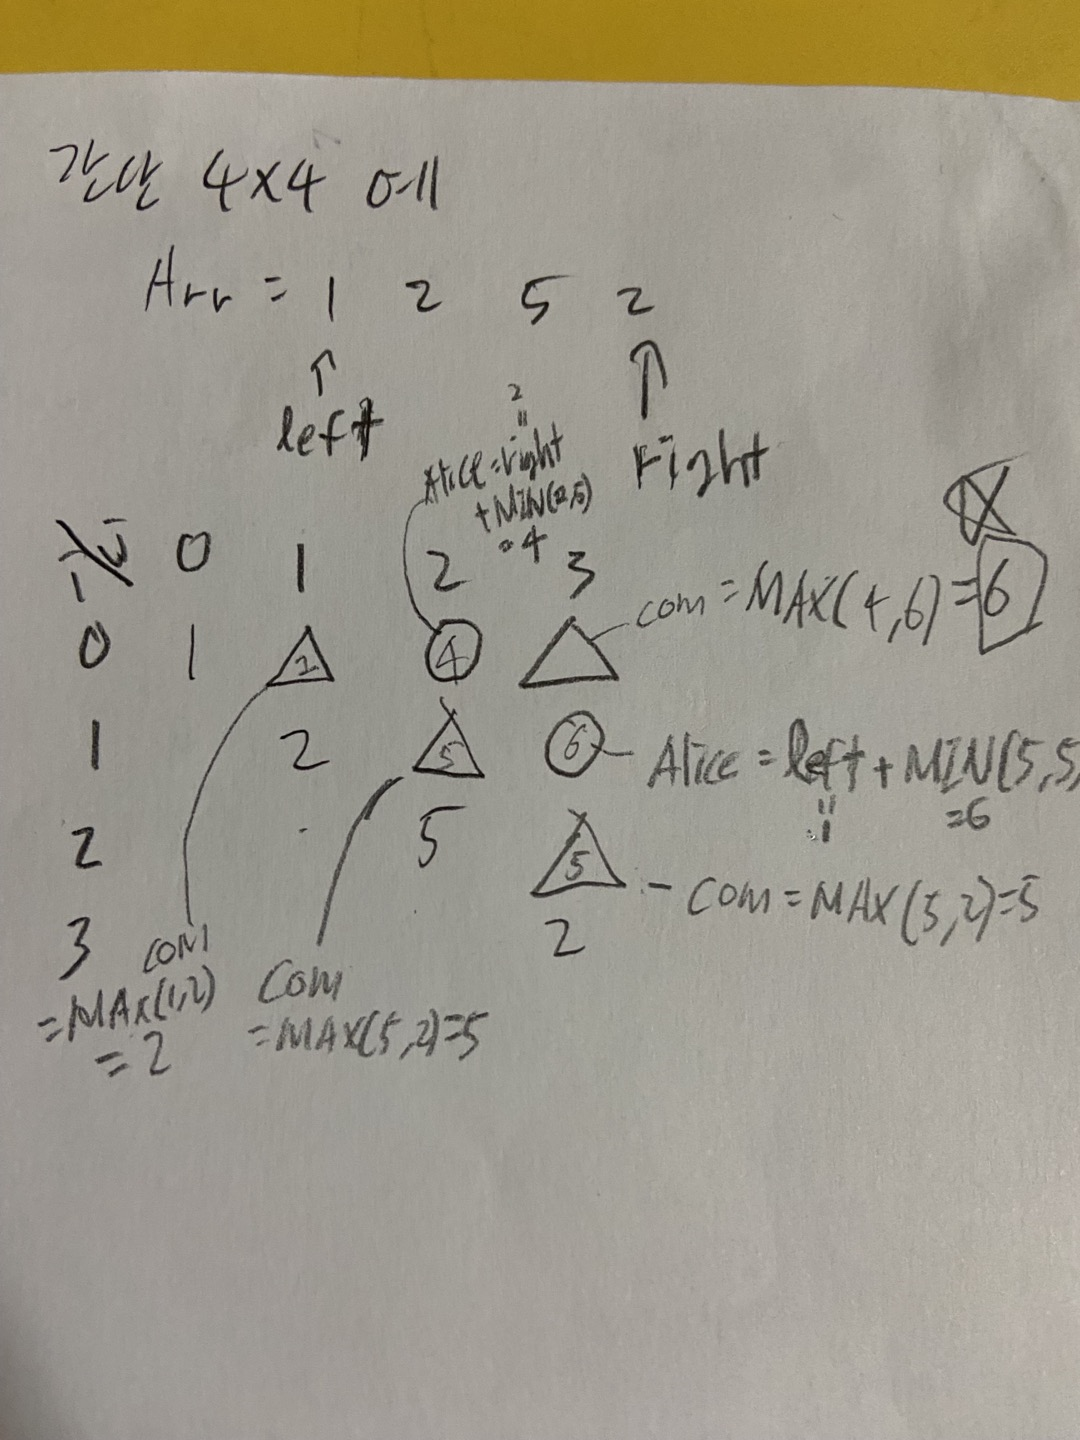 간단 4x4 예
Arr = 1 2 5 2
↑ ↑
left Right
2
"
Alice = right
+ MIN(2,5)
= 4
i\j 0 1 2 3
com = MAX(4,6) = 6
0 1 2 4
1 2 5 6 - Alice = left + MIN(5,5)
" 1 = 6
2 5 5 - com = MAX(5,2)=5
3 2
com
= MAX(1,2)
= 2
com
= MAX(5,2)=5